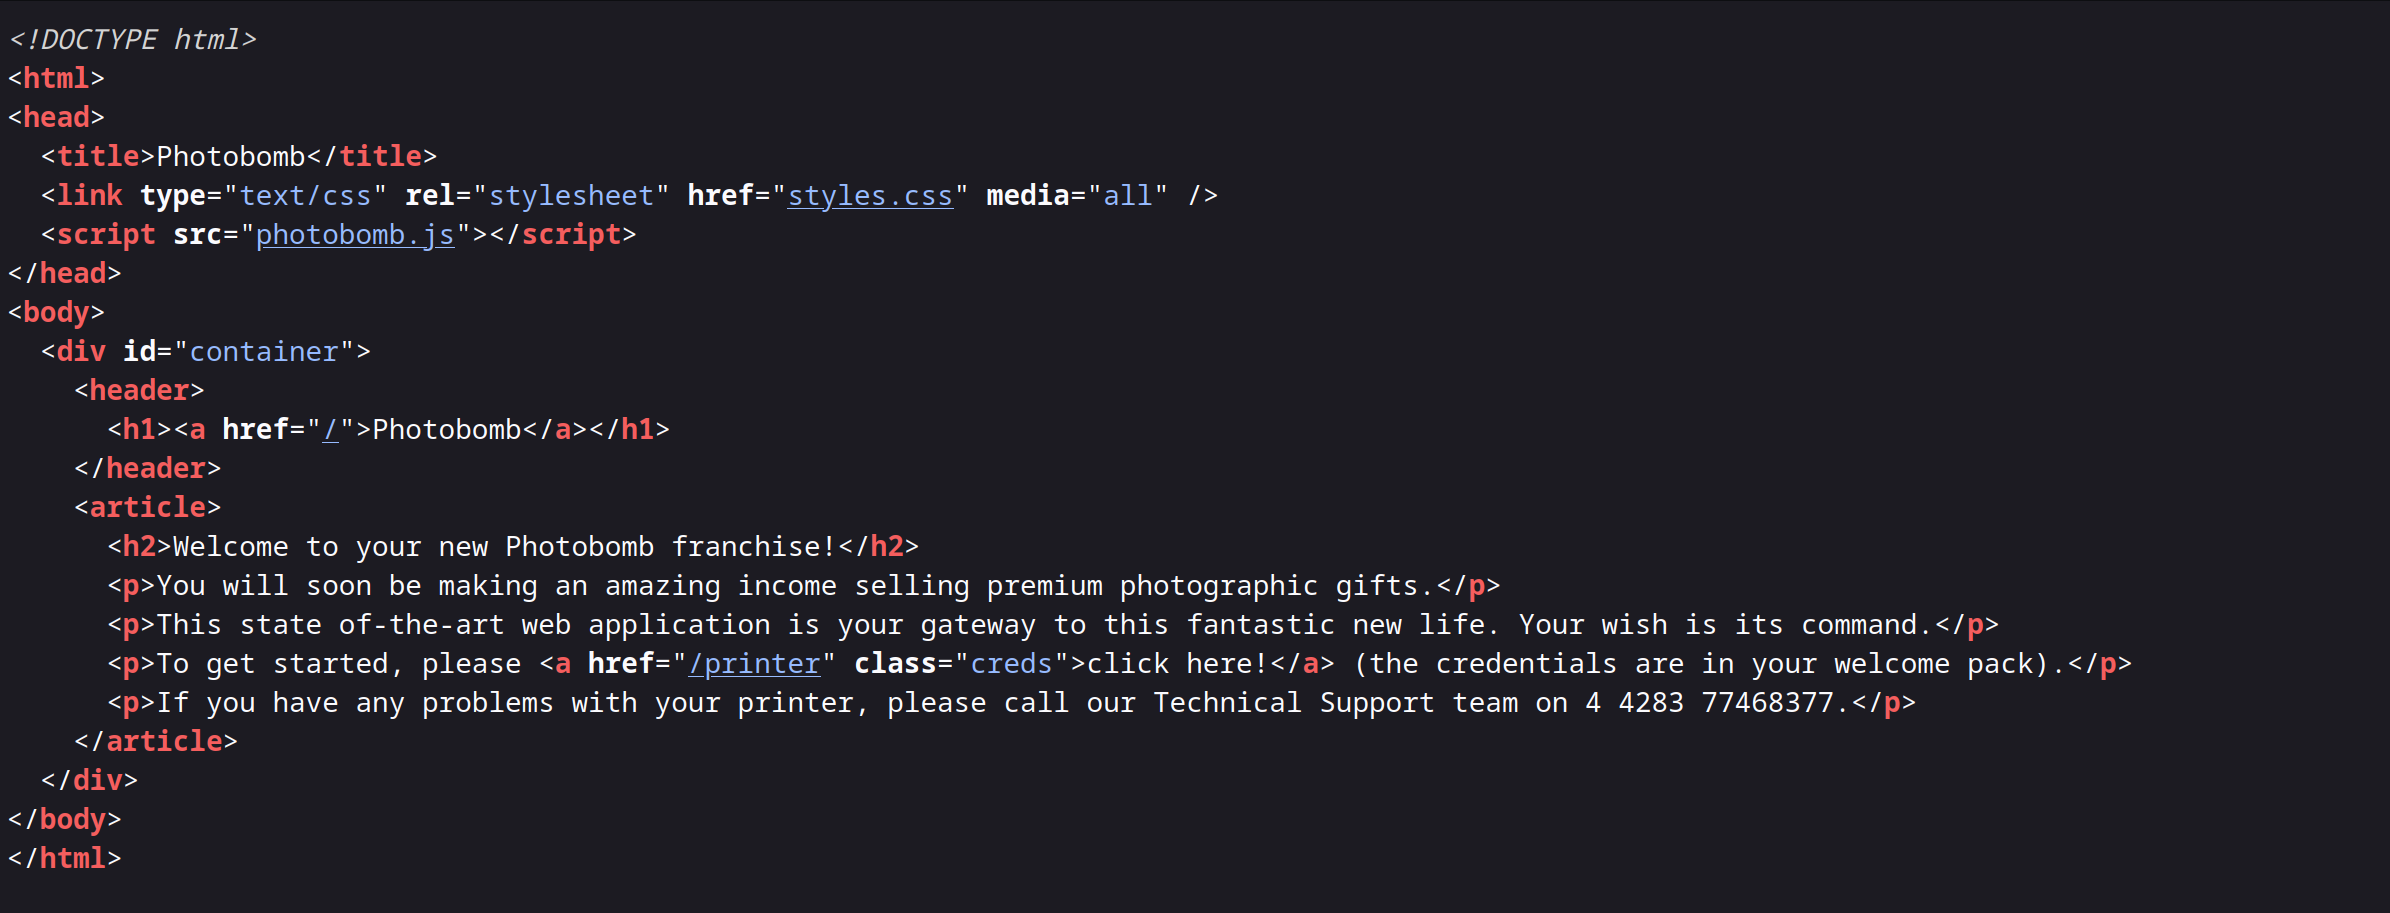 <!DOCTYPE html>
<html>
<head>
  <title>Photobomb</title>
  <link type="text/css" rel="stylesheet" href="styles.css" media="all" />
  <script src="photobomb.js"></script>
</head>
<body>
  <div id="container">
    <header>
      <h1><a href="/">Photobomb</a></h1>
    </header>
    <article>
      <h2>Welcome to your new Photobomb franchise!</h2>
      <p>You will soon be making an amazing income selling premium photographic gifts.</p>
      <p>This state of-the-art web application is your gateway to this fantastic new life. Your wish is its command.</p>
      <p>To get started, please <a href="/printer" class="creds">click here!</a> (the credentials are in your welcome pack).</p>
      <p>If you have any problems with your printer, please call our Technical Support team on 4 4283 77468377.</p>
    </article>
  </div>
</body>
</html>